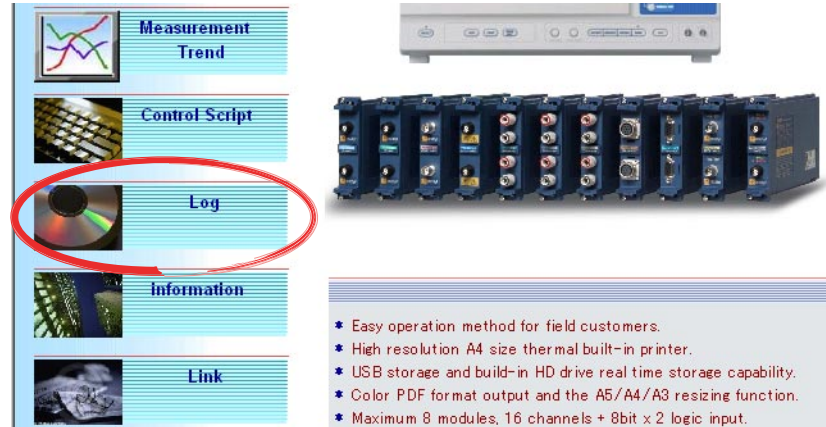 Measurement
Trend
Control Script
Log
information
Link
* Easy operation method for field customers.
* High resolution A4 size thermal built-in printer.
* USB storage and build-in HD drive real time storage capability.
* Color PDF format output and the A5/A4/A3 resizing function.
* Maximum 8 modules, 16 channels + 8bit x 2 logic input.